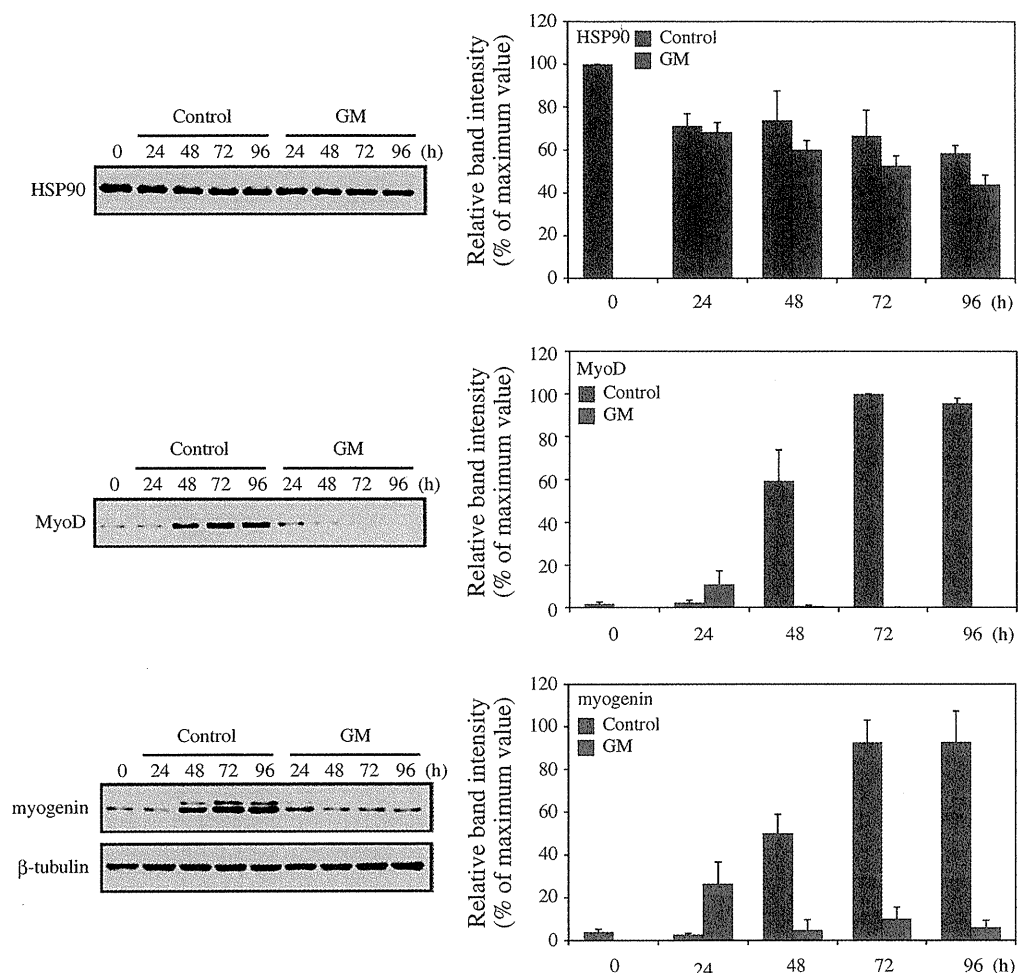 Control GM
0 24 48 72 96 24 48 72 96 (h)
HSP90
Relative band intensity
(% of maximum value)
120
100
80
60
40
20
0
HSP90 Control
GM
0 24 48 72 96 (h)
Control GM
0 24 48 72 96 24 48 72 96 (h)
MyoD
Relative band intensity
(% of maximum value)
120
100
80
60
40
20
0
MyoD
Control
GM
0 24 48 72 96 (h)
Control GM
0 24 48 72 96 24 48 72 96 (h)
myogenin
β-tubulin
Relative band intensity
(% of maximum value)
120
100
80
60
40
20
0
myogenin
Control
GM
0 24 48 72 96 (h)